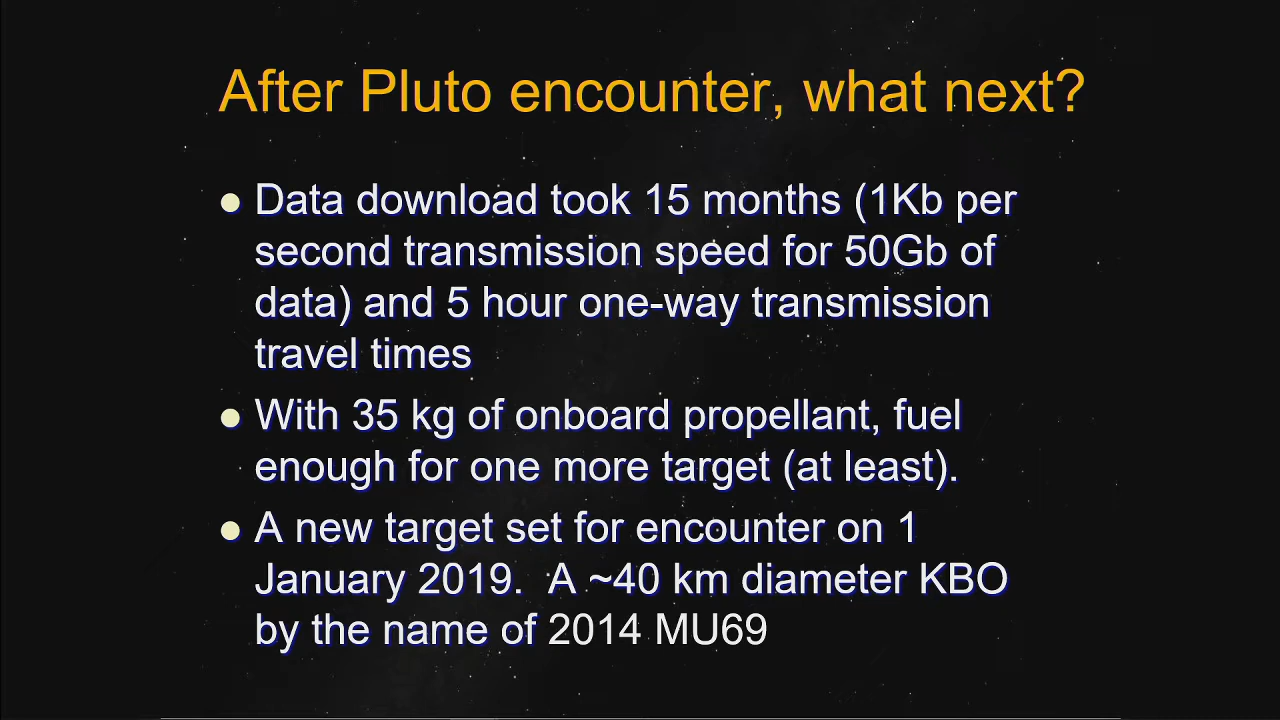 After Pluto encounter, what next?
Data download took 15 months (1Kb per
second transmission speed for 50Gb of
data) and 5 hour one-way transmission
travel times
With 35 kg of onboard propellant, fuel
enough for one more target (at least).
A new target set for encounter on 1
January 2019.  A ~40 km diameter KBO
by the name of 2014 MU69